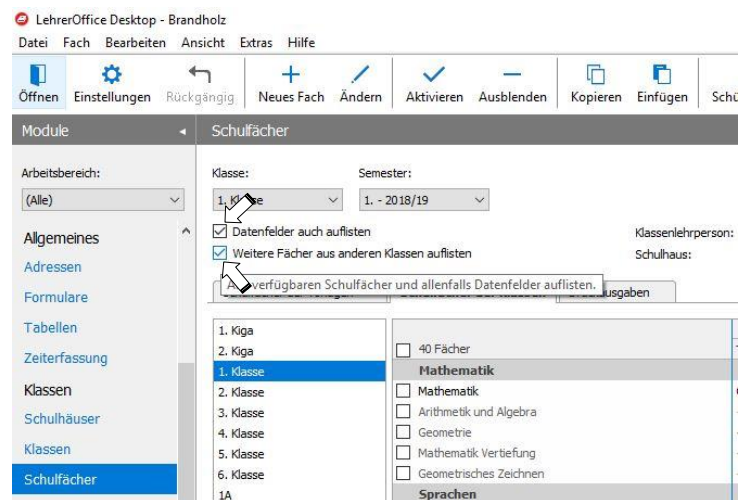 LehrerOffice Desktop - Brandholz
Datei Fach Bearbeiten Ansicht Extras Hilfe
Öffnen Einstellungen Rückgängig Neues Fach Ändern Aktivieren Ausblenden Kopieren Einfügen Schü
Module Schulfächer
Arbeitsbereich: Klasse: Semester:
(Alle) 1. Klasse 1. - 2018/19
Allgemeines Datenfelder auch auflisten Klassenlehrperson:
Weitere Fächer aus anderen Klassen auflisten Schulhaus:
Adressen
verfügbaren Schulfächer und allenfalls Datenfelder auflisten.
Formulare
Tabellen 1. Kiga
Zeiterfassung 2. Kiga 40 Fächer
1. Klasse Mathematik
Klassen 2. Klasse Mathematik
Schulhäuser 3. Klasse Arithmetik und Algebra
4. Klasse Geometrie
Klassen 5. Klasse Mathematik Vertiefung
Schulfächer 6. Klasse Geometrisches Zeichnen
1A Sprachen